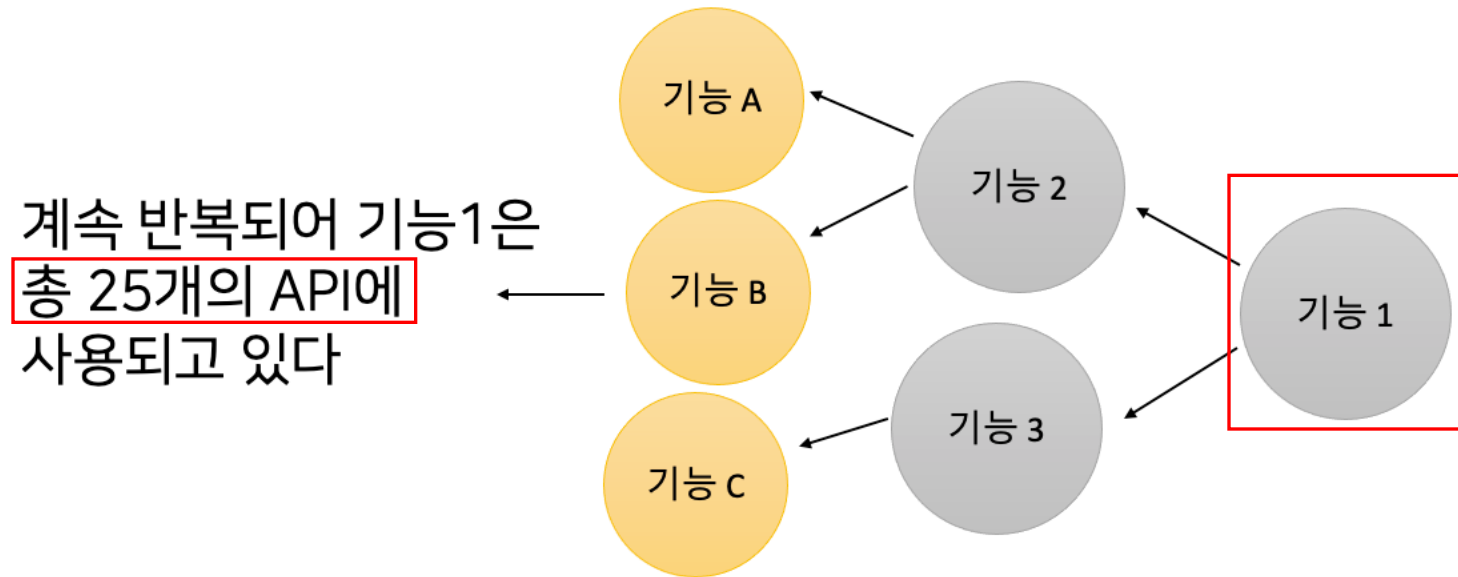 계속 반복되어 기능1은
총 25개의 API에
사용되고 있다
기능 A
기능 B
기능 C
기능 2
기능 3
기능 1